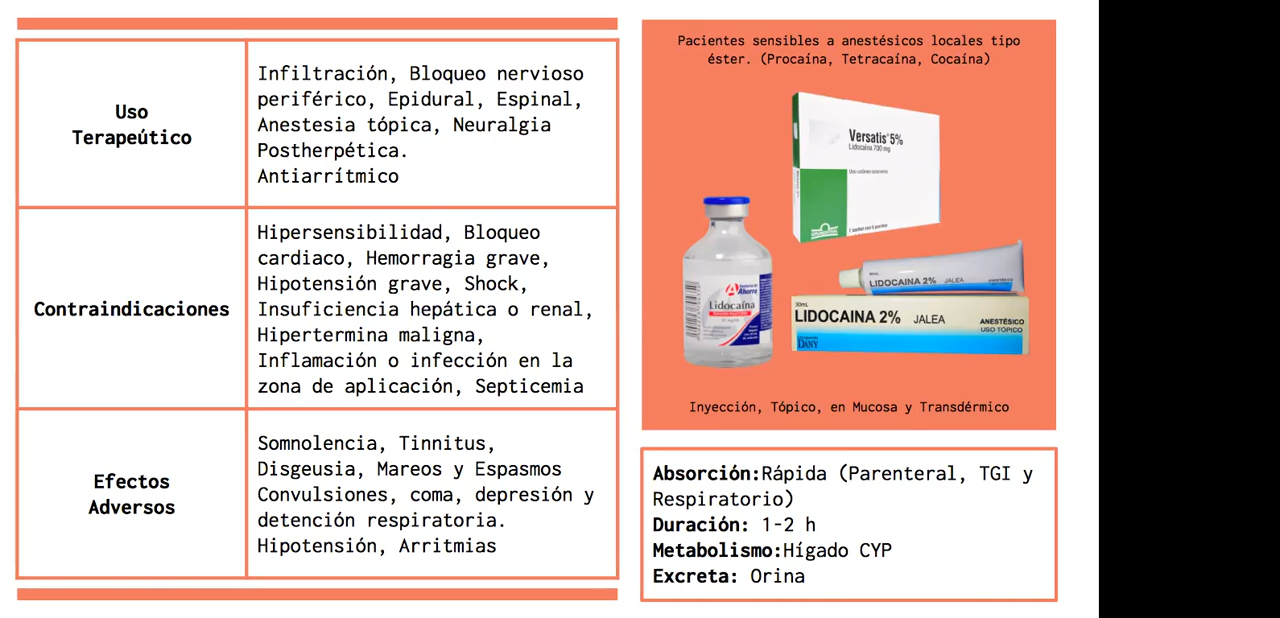 Uso
Terapeútico
Infiltración, Bloqueo nervioso
periférico, Epidural, Espinal,
Anestesia tópica, Neuralgia
Postherpética.
Antiarrítmico
Contraindicaciones
Hipersensibilidad, Bloqueo
cardiaco, Hemorragia grave,
Hipotensión grave, Shock,
Insuficiencia hepática o renal,
Hipertermina maligna,
Inflamación o infección en la
zona de aplicación, Septicemia
Efectos
Adversos
Somnolencia, Tinnitus,
Disgeusia, Mareos y Espasmos
Convulsiones, coma, depresión y
detención respiratoria.
Hipotensión, Arritmias
Pacientes sensibles a anestésicos locales tipo
éster. (Procaína, Tetracaína, Cocaína)
Versatis 5%
Lidocaína 700 mg
Ahorro
Lidocaína
30mL
LIDOCAINA 2% JALEA
30mL
LIDOCAINA 2% JALEA
ANESTÉSICO
USO TOPICO
DANY
Inyección, Tópico, en Mucosa y Transdérmico
Absorción:Rápida (Parenteral, TGI y
Respiratorio)
Duración: 1-2 h
Metabolismo:Hígado CYP
Excreta: Orina